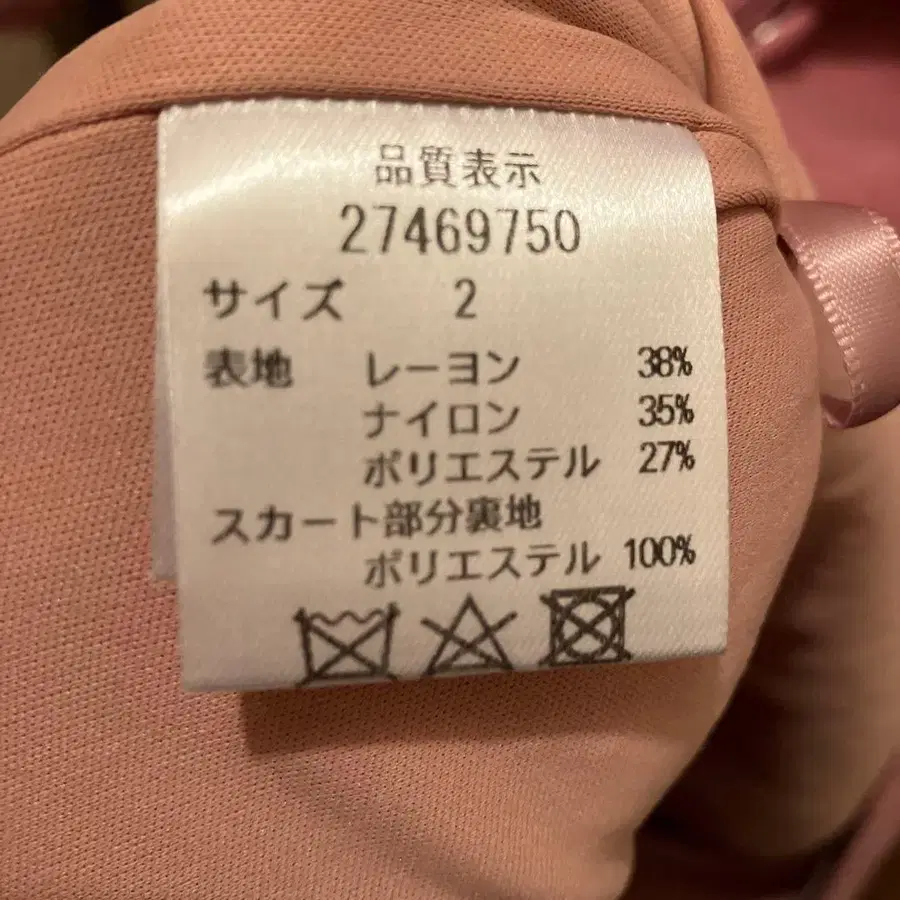 品質表示
27469750
サイズ 2
表地 レーヨン 38%
ナイロン 35%
ポリエステル 27%
スカート部分裏地
ポリエステル 100%